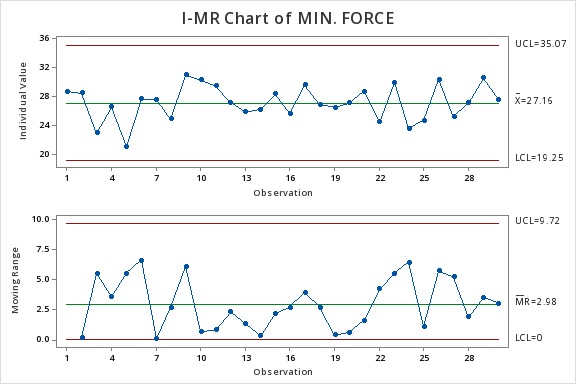 I-MR Chart of MIN. FORCE
36
32
28
24
20
Individual Value
UCL=35.07
X̅=27.16
LCL=19.25
1 4 7 10 13 16 19 22 25 28
Observation
10.0
7.5
5.0
2.5
0.0
Moving Range
UCL=9.72
M̅R̅=2.98
LCL=0
1 4 7 10 13 16 19 22 25 28
Observation